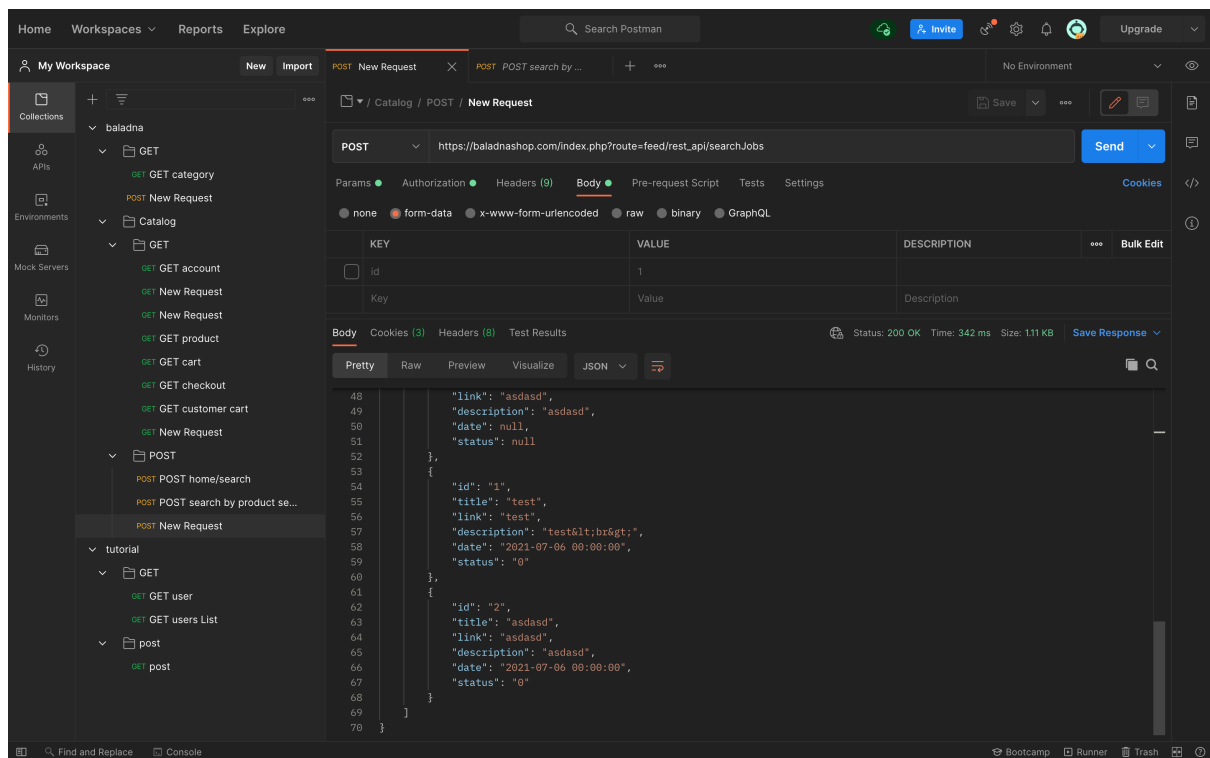 Home Workspaces Reports Explore Search Postman Invite Upgrade
My Workspace New Import POST New Request POST POST search by ... No Environment
Collections
APIs
Environments
Mock Servers
Monitors
History
baladna
GET
GET GET category
POST New Request
Catalog
GET
GET GET account
GET New Request
GET New Request
GET GET product
GET GET cart
GET GET checkout
GET GET customer cart
GET New Request
POST
POST POST home/search
POST POST search by product se...
POST New Request
tutorial
GET
GET GET user
GET GET users List
post
GET post
/ Catalog / POST / New Request Save
POST https://baladnashop.com/index.php?route=feed/rest_api/searchJobs Send
Params Authorization Headers (9) Body Pre-request Script Tests Settings Cookies
none form-data x-www-form-urlencoded raw binary GraphQL
KEY VALUE DESCRIPTION Bulk Edit
id 1
Key Value Description
Body Cookies (3) Headers (8) Test Results Status: 200 OK Time: 342 ms Size: 1.11 KB Save Response
Pretty Raw Preview Visualize JSON
48 "link": "asdasd",
49 "description": "asdasd",
50 "date": null,
51 "status": null
52 },
53 {
54 "id": "1",
55 "title": "test",
56 "link": "test",
57 "description": "test&lt;br&gt;",
58 "date": "2021-07-06 00:00:00",
59 "status": "0"
60 },
61 {
62 "id": "2",
63 "title": "asdasd",
64 "link": "asdasd",
65 "description": "asdasd",
66 "date": "2021-07-06 00:00:00",
67 "status": "0"
68 }
69 ]
70 }
Find and Replace Console Bootcamp Runner Trash